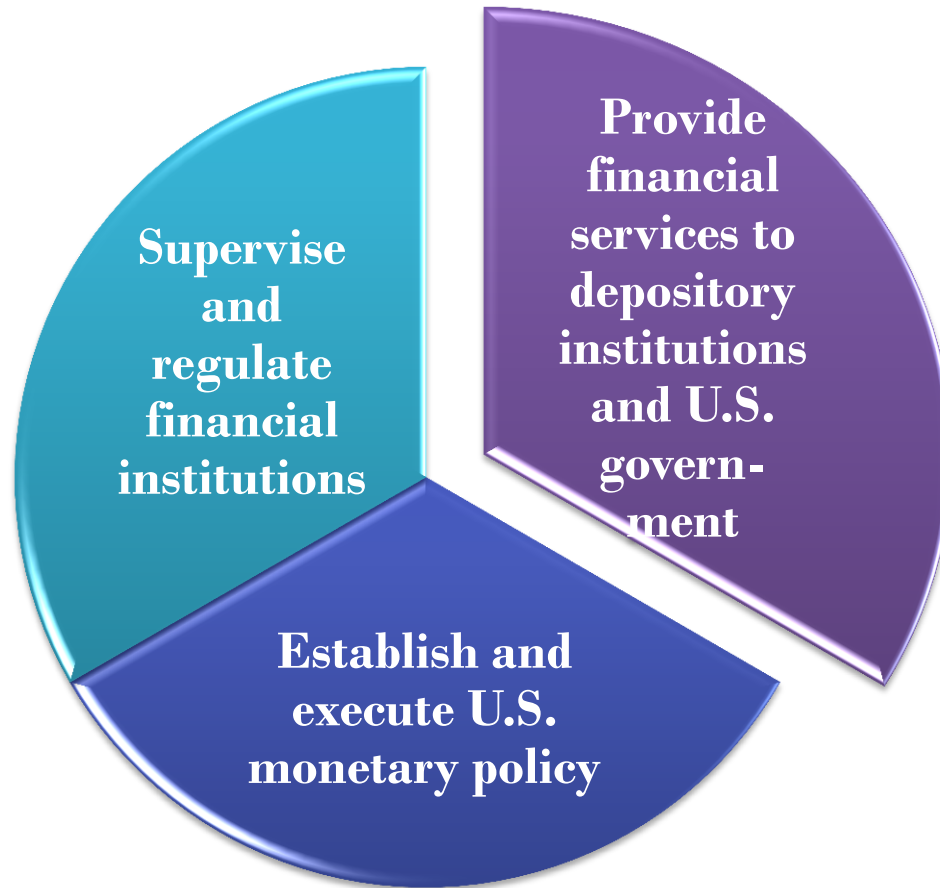 Provide
financial
services to
depository
institutions
and U.S.
govern-
ment
Establish and
execute U.S.
monetary policy
Supervise
and
regulate
financial
institutions